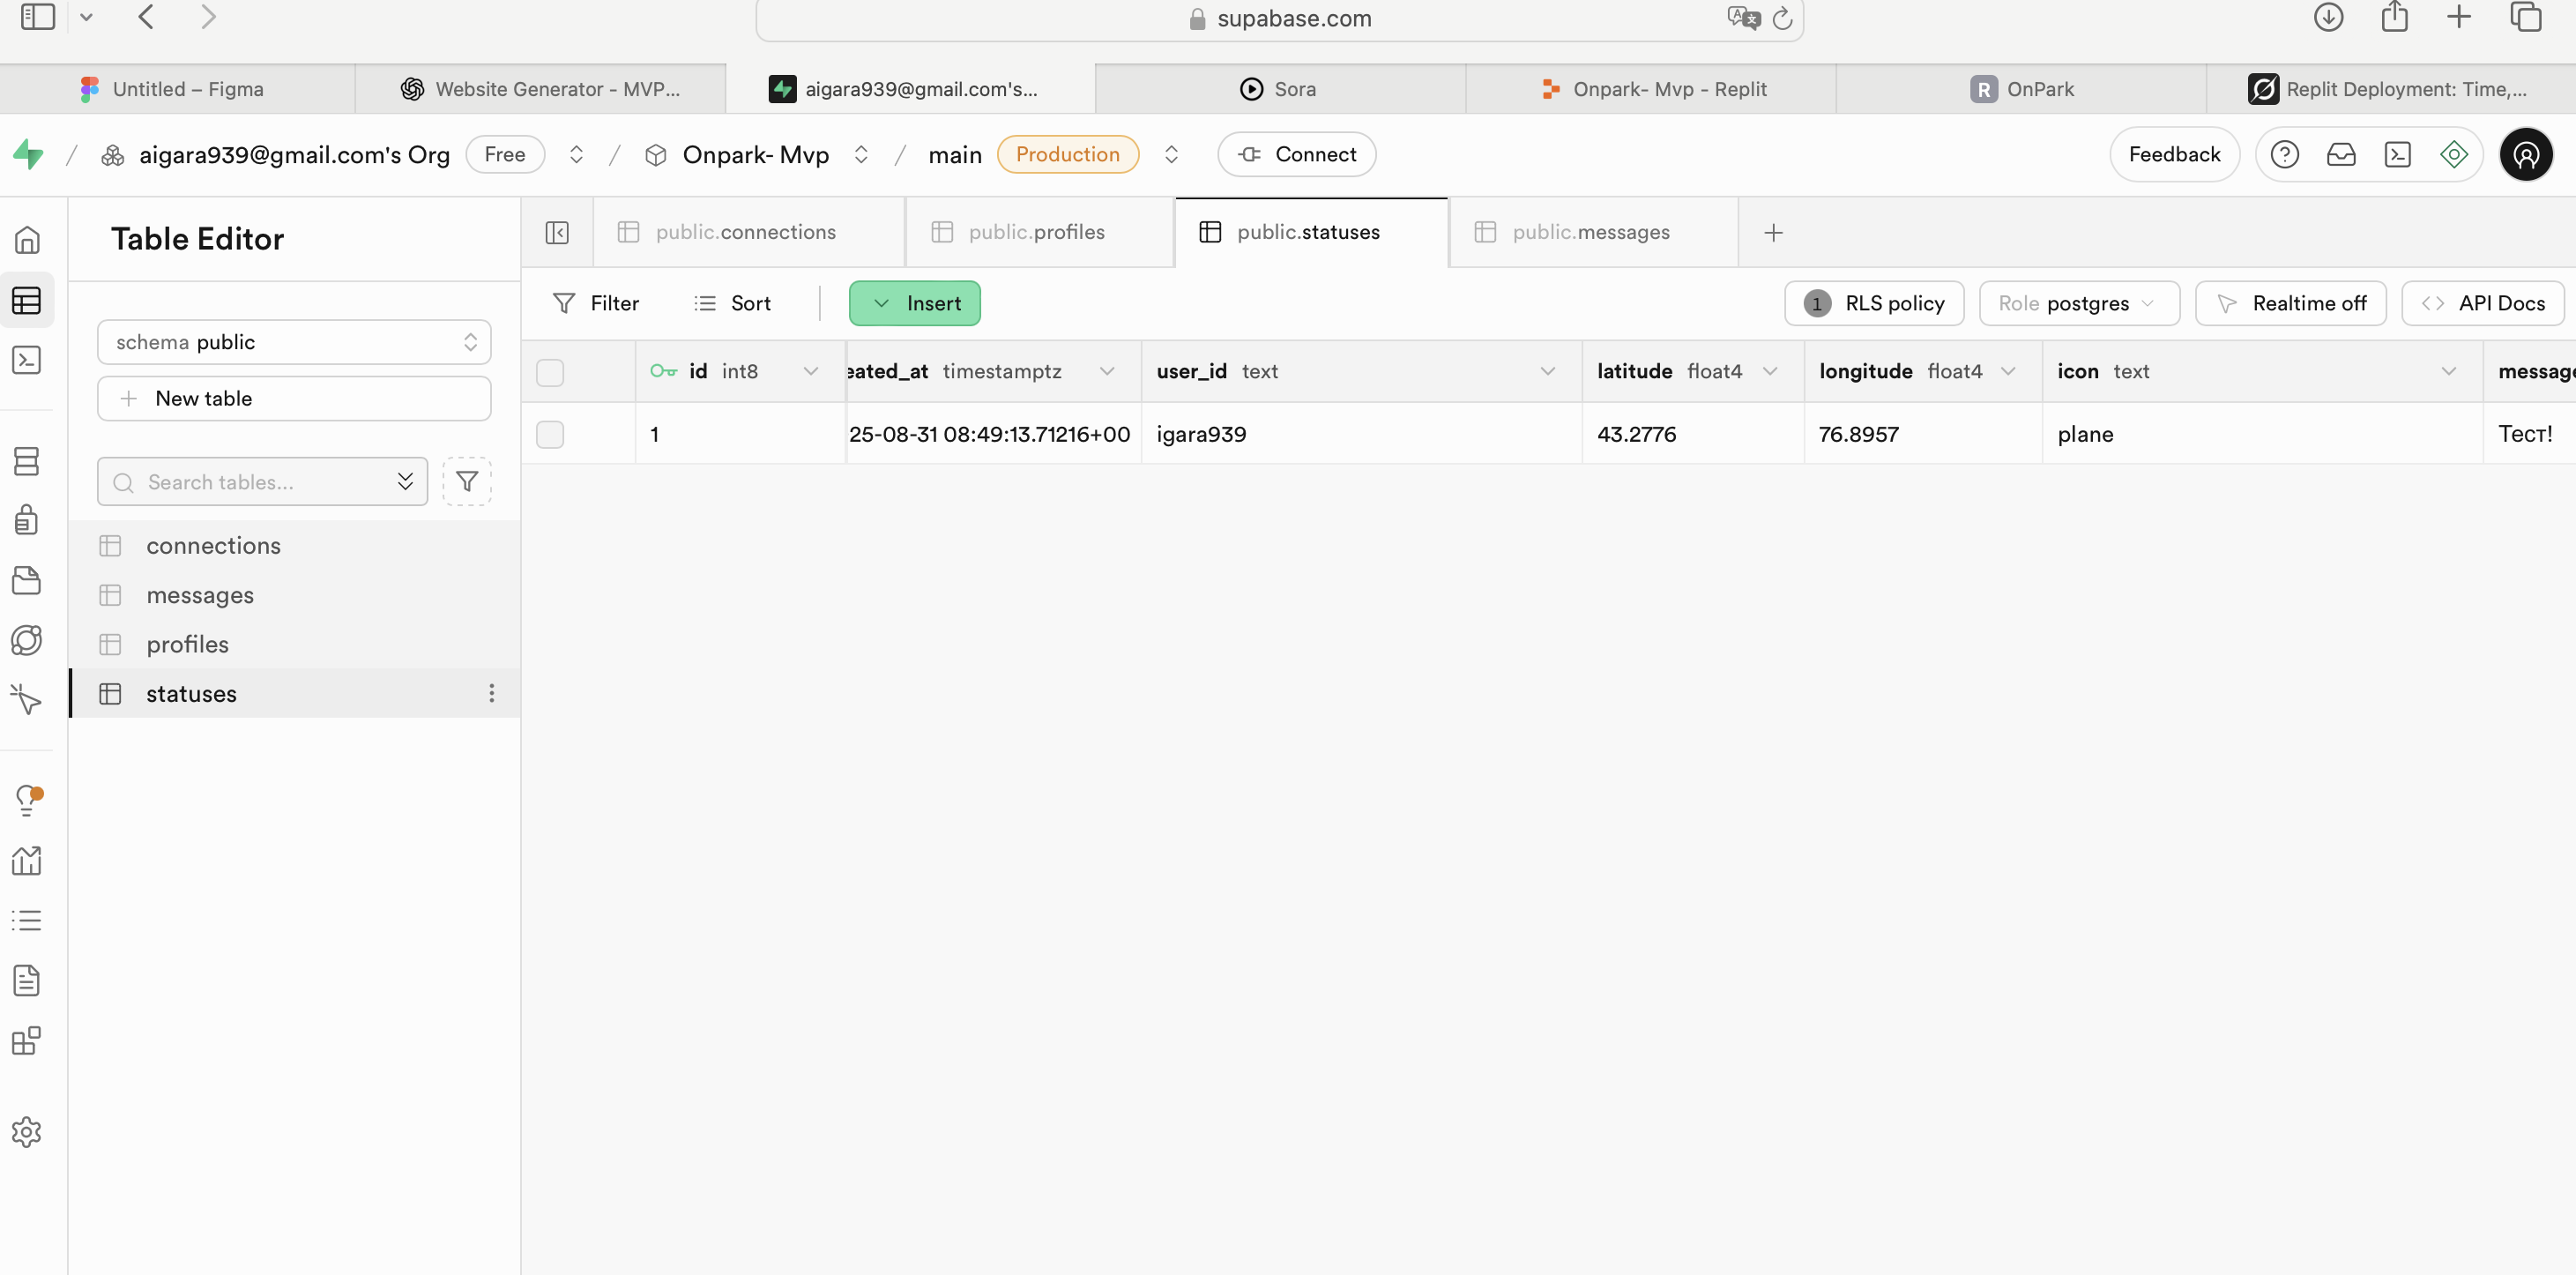 supabase.com
Untitled – Figma
Website Generator - MVP...
aigara939@gmail.com's...
Sora
Onpark- Mvp - Replit
R OnPark
Replit Deployment: Time,...
/ aigara939@gmail.com's Org Free / Onpark- Mvp / main Production Connect
Feedback
Table Editor
public.connections
public.profiles
public.statuses
public.messages
Filter
Sort
Insert
1 RLS policy
Role postgres
Realtime off
API Docs
schema public
New table
Search tables...
connections
messages
profiles
statuses
id int8
eated_at timestamptz
user_id text
latitude float4
longitude float4
icon text
message
1
25-08-31 08:49:13.71216+00
igara939
43.2776
76.8957
plane
Тест!